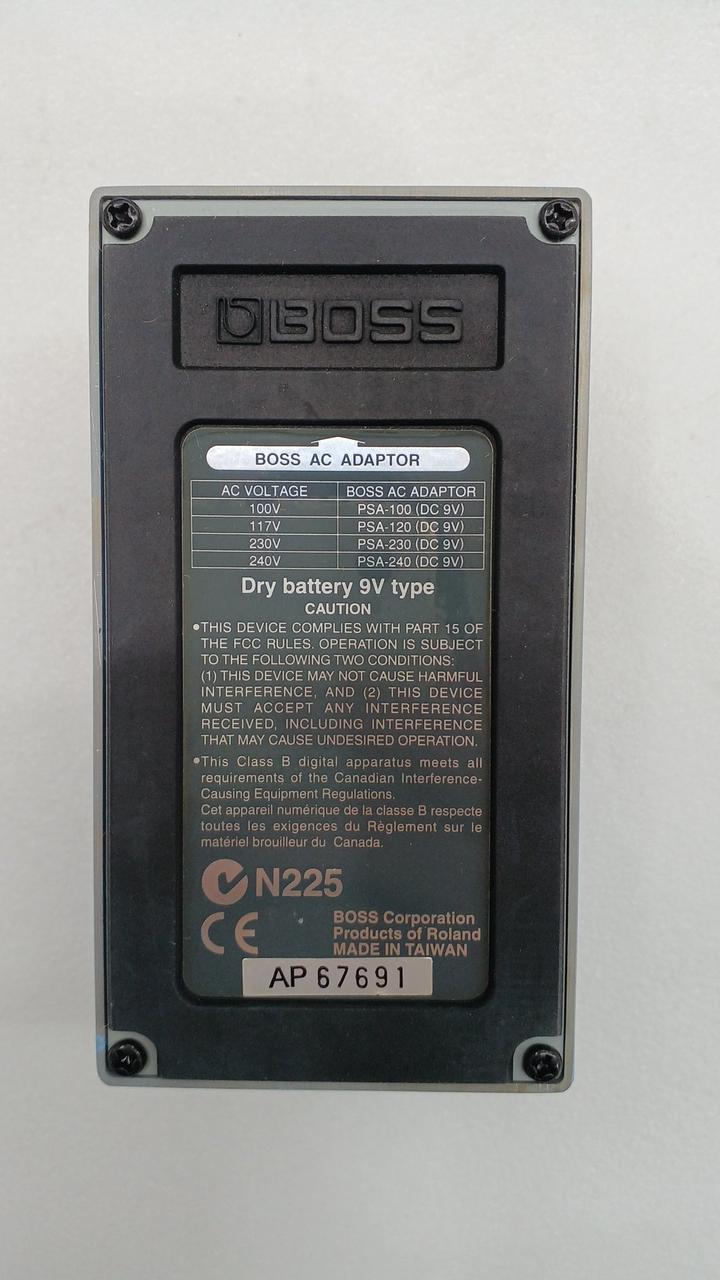 BOSS
BOSS AC ADAPTOR
AC VOLTAGE BOSS AC ADAPTOR
100V PSA-100 (DC 9V)
117V PSA-120 (DC 9V)
230V PSA-230 (DC 9V)
240V PSA-240 (DC 9V)
Dry battery 9V type
CAUTION
•THIS DEVICE COMPLIES WITH PART 15 OF
THE FCC RULES. OPERATION IS SUBJECT
TO THE FOLLOWING TWO CONDITIONS:
(1) THIS DEVICE MAY NOT CAUSE HARMFUL
INTERFERENCE, AND (2) THIS DEVICE
MUST ACCEPT ANY INTERFERENCE
RECEIVED, INCLUDING INTERFERENCE
THAT MAY CAUSE UNDESIRED OPERATION.
•This Class B digital apparatus meets all
requirements of the Canadian Interference-
Causing Equipment Regulations.
Cet appareil numérique de la classe B respecte
toutes les exigences du Règlement sur le
matériel brouilleur du Canada.
N225
CE
BOSS Corporation
Products of Roland
MADE IN TAIWAN
AP 67691